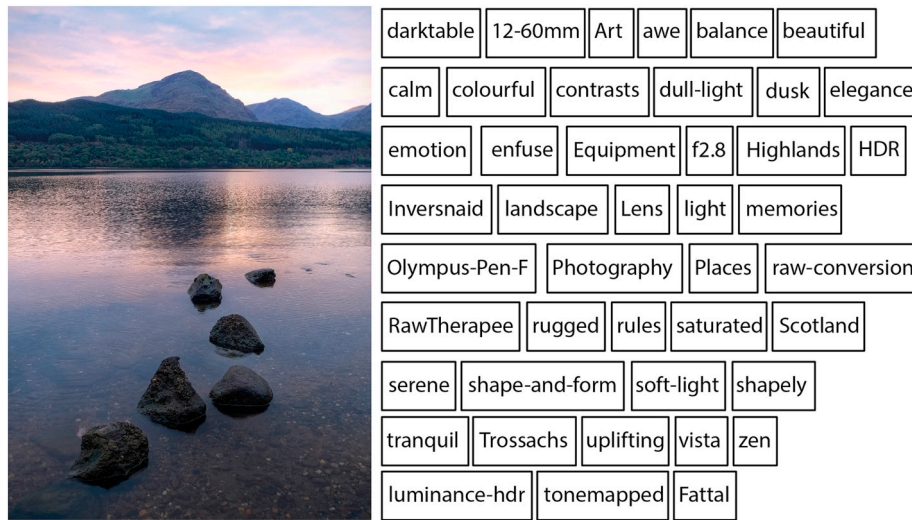 darktable 12-60mm Art awe balance beautiful
calm colourful contrasts dull-light dusk elegance
emotion enfuse Equipment f2.8 Highlands HDR
Inversnaid landscape Lens light memories
Olympus-Pen-F Photography Places raw-conversion
RawTherapee rugged rules saturated Scotland
serene shape-and-form soft-light shapely
tranquil Trossachs uplifting vista zen
luminance-hdr tonemapped Fattal